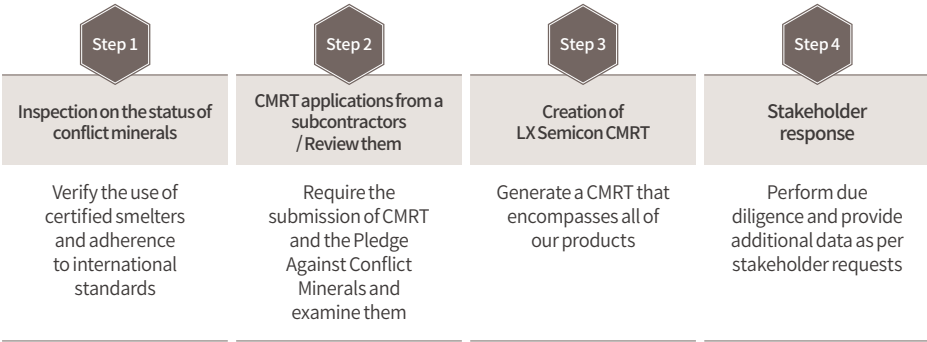 Step 1
Inspection on the status of
conflict minerals
Verify the use of
certified smelters
and adherence
to international
standards
Step 2
CMRT applications from a
subcontractors
/ Review them
Require the
submission of CMRT
and the Pledge
Against Conflict
Minerals and
examine them
Step 3
Creation of
LX Semicon CMRT
Generate a CMRT that
encompasses all of
our products
Step 4
Stakeholder
response
Perform due
diligence and provide
additional data as per
stakeholder requests